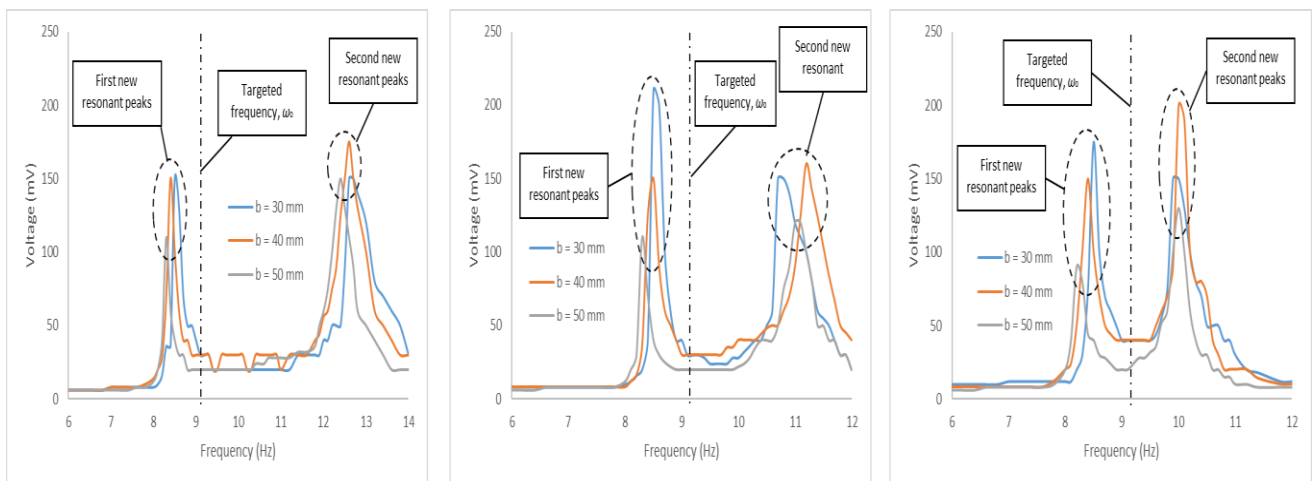 250
200
150
100
50
0
Voltage (mV)
6
7
8
9
10
11
12
13
14
Frequency (Hz)
First new
resonant peaks
Targeted
frequency, ω₀
Second new
resonant peaks
b = 30 mm
b = 40 mm
b = 50 mm
250
200
150
100
50
0
Voltage (mV)
6
7
8
9
10
11
12
Frequency (Hz)
First new
resonant peaks
Targeted
frequency, ω₀
Second new
resonant
b = 30 mm
b = 40 mm
b = 50 mm
250
200
150
100
50
0
Voltage (mV)
6
7
8
9
10
11
12
Frequency (Hz)
Targeted
frequency, ω₀
Second new
resonant peaks
First new
resonant peaks
b = 30 mm
b = 40 mm
b = 50 mm